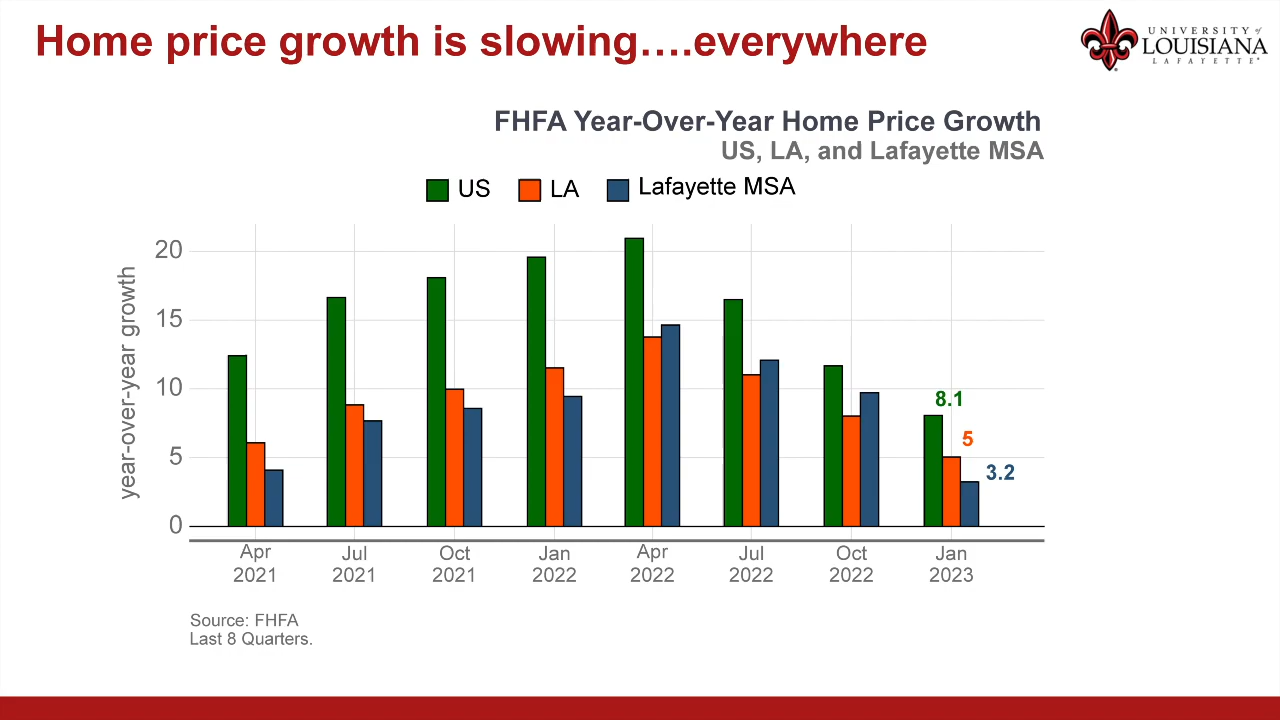 Home price growth is slowing....everywhere
UNIVERSITY of
LOUISIANA
LAFAYETTE
FHFA Year-Over-Year Home Price Growth
US, LA, and Lafayette MSA
US LA Lafayette MSA
year-over-year growth
20
15
10
5
0
8.1
5
3.2
Apr Jul Oct Jan Apr Jul Oct Jan
2021 2021 2021 2022 2022 2022 2022 2023
Source: FHFA
Last 8 Quarters.